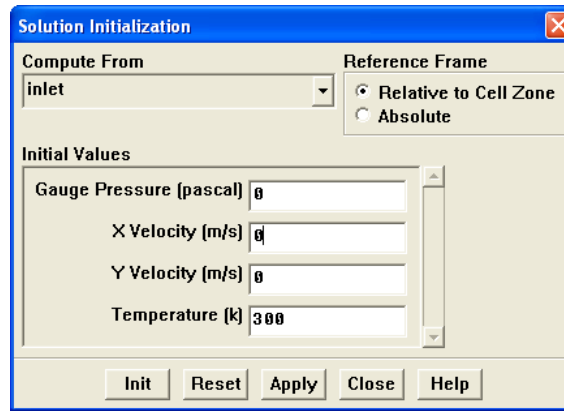 Solution Initialization
Compute From
inlet
Reference Frame
Relative to Cell Zone
Absolute
Initial Values
Gauge Pressure (pascal) 0
X Velocity (m/s) 0
Y Velocity (m/s) 0
Temperature (k) 300
Init Reset Apply Close Help